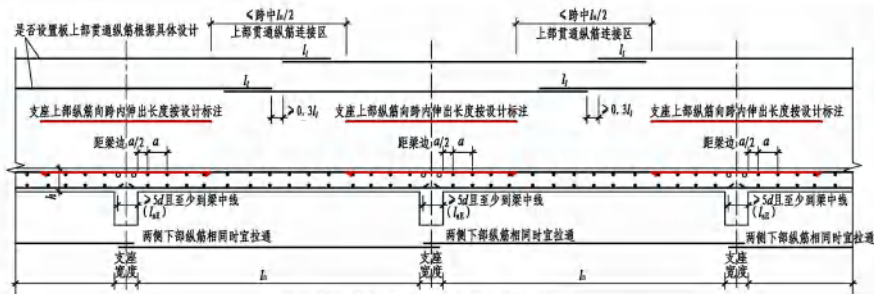 ≤跨中lₙ/2
≤跨中lₙ/2
是否设置板上部贯通纵筋根据具体设计
上部贯通纵筋连接区
上部贯通纵筋连接区
lₗ
lₗ
lₗ
lₗ
支座上部纵筋向跨内伸出长度按设计标注
≥0.3lₗ
支座上部纵筋向跨内伸出长度按设计标注
≥0.3lₗ
支座上部纵筋向跨内伸出长度按设计标注
距梁边 a/2 a
距梁边 a/2 a
距梁边 a/2 a
h
≥5d且至少到梁中线
(lₐE)
≥5d且至少到梁中线
(lₐE)
≥5d且至少到梁中线
(lₐE)
两侧下部纵筋相同时宜拉通
两侧下部纵筋相同时宜拉通
两侧下部纵筋相同时宜拉通
支座
宽度
lₙ
支座
宽度
lₙ
支座
宽度